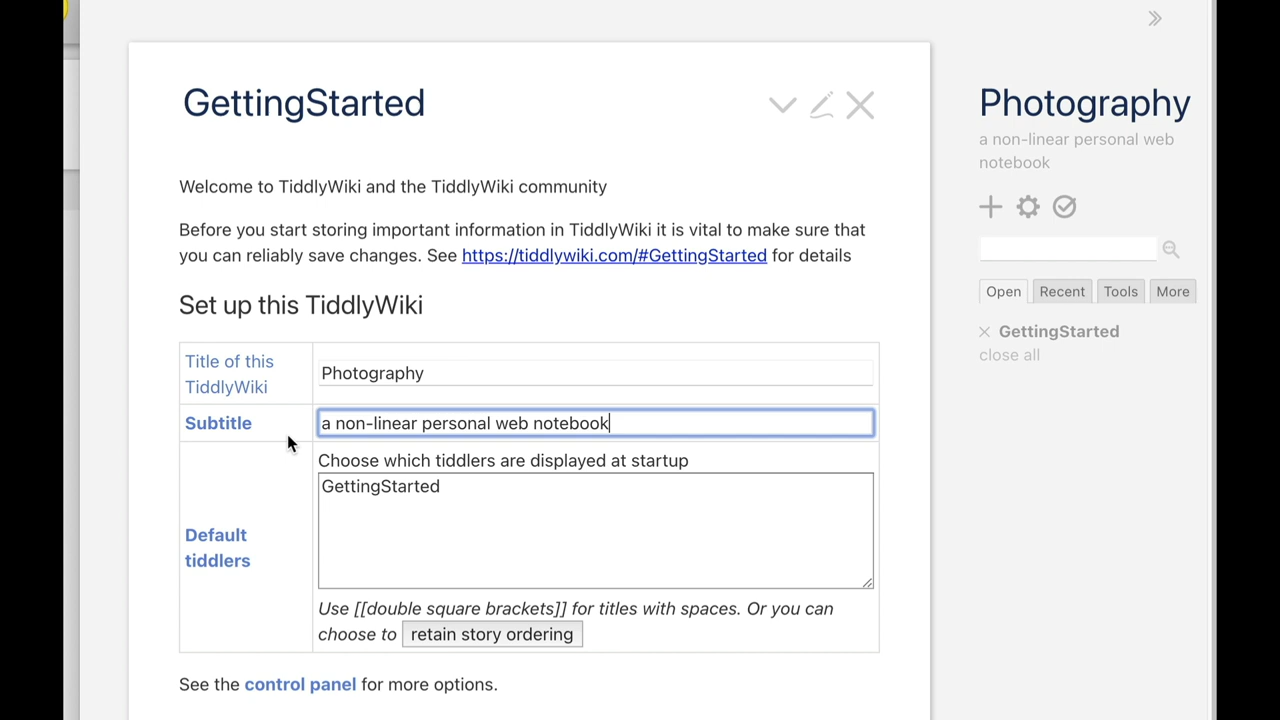 GettingStarted
Welcome to TiddlyWiki and the TiddlyWiki community
Before you start storing important information in TiddlyWiki it is vital to make sure that
you can reliably save changes. See https://tiddlywiki.com/#GettingStarted for details
Set up this TiddlyWiki
Title of this
TiddlyWiki
Photography
Subtitle
a non-linear personal web notebook
Default
tiddlers
Choose which tiddlers are displayed at startup
GettingStarted
Use [[double square brackets]] for titles with spaces. Or you can
choose to retain story ordering
See the control panel for more options.
Photography
a non-linear personal web
notebook
Open Recent Tools More
GettingStarted
close all